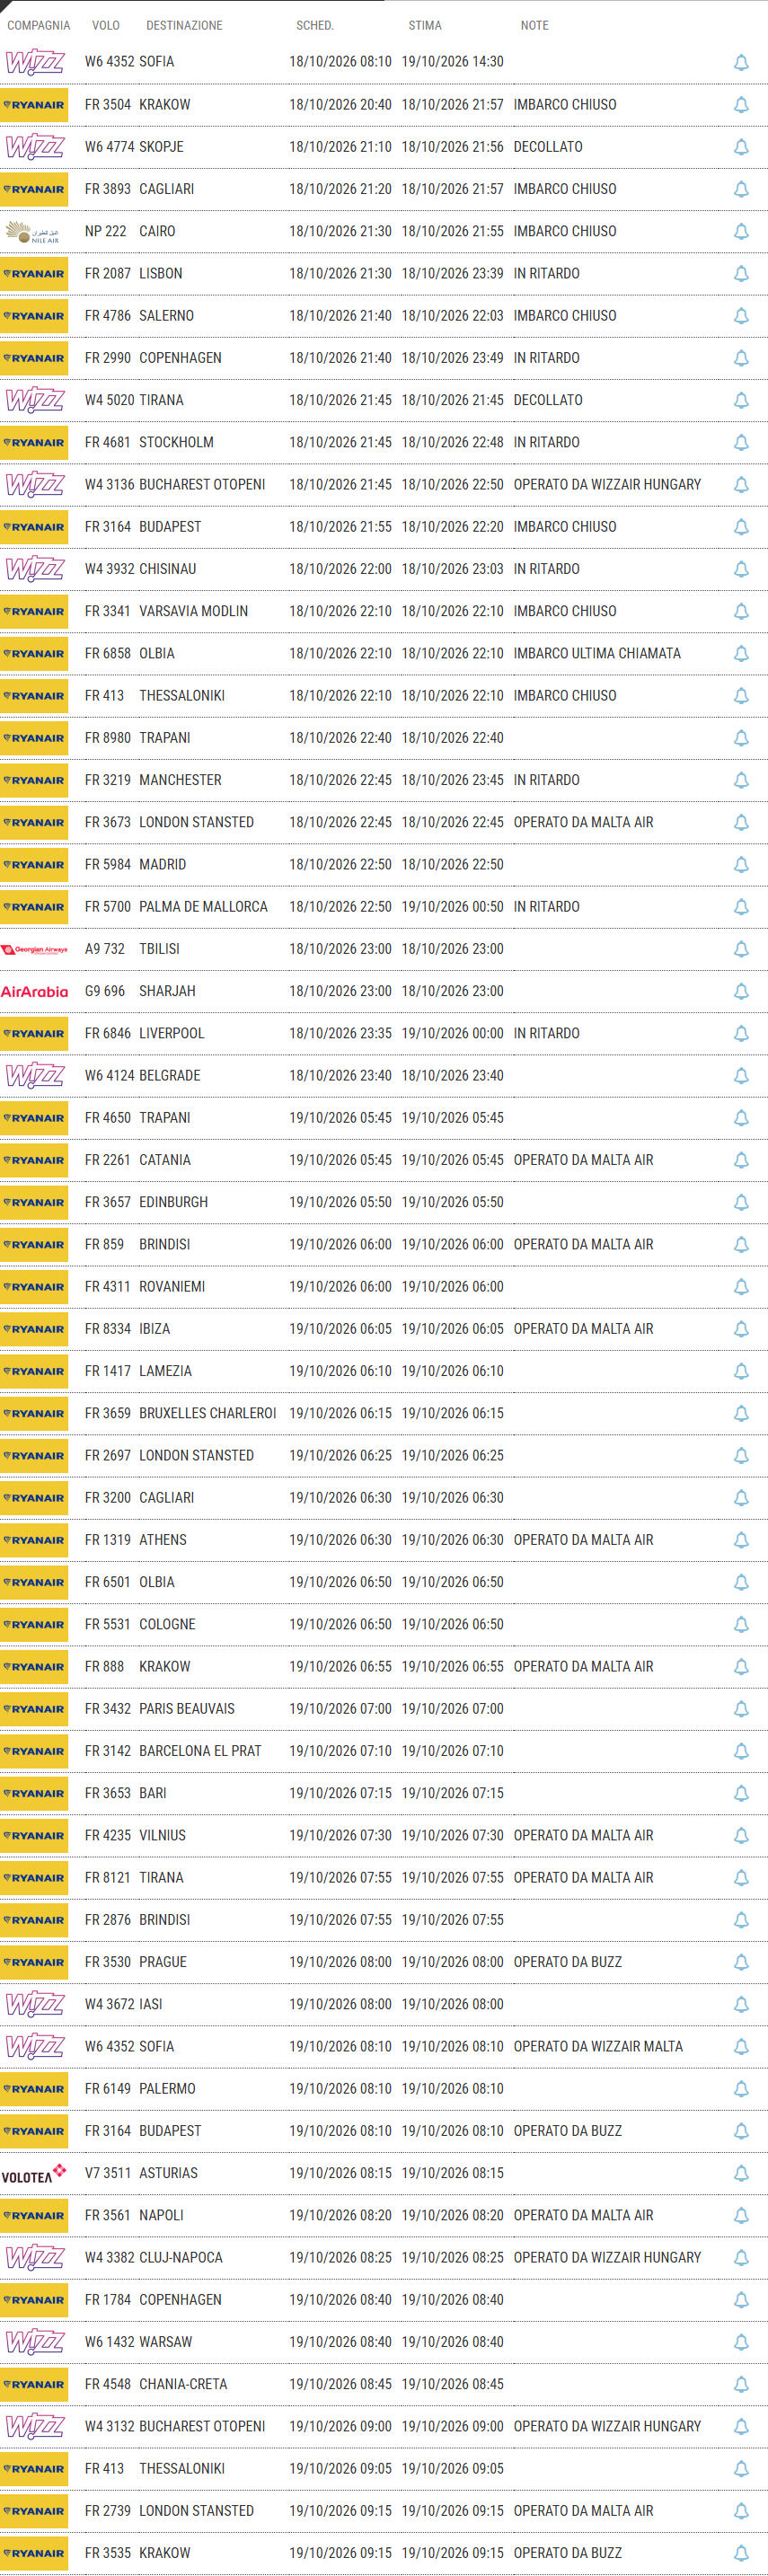 COMPAGNIA VOLO DESTINAZIONE SCHED. STIMA NOTE
WIZZ W6 4352 SOFIA 18/10/2026 08:10 19/10/2026 14:30
RYANAIR FR 3504 KRAKOW 18/10/2026 20:40 18/10/2026 21:57 IMBARCO CHIUSO
WIZZ W6 4774 SKOPJE 18/10/2026 21:10 18/10/2026 21:56 DECOLLATO
RYANAIR FR 3893 CAGLIARI 18/10/2026 21:20 18/10/2026 21:57 IMBARCO CHIUSO
النيل للطيران NILE AIR NP 222 CAIRO 18/10/2026 21:30 18/10/2026 21:55 IMBARCO CHIUSO
RYANAIR FR 2087 LISBON 18/10/2026 21:30 18/10/2026 23:39 IN RITARDO
RYANAIR FR 4786 SALERNO 18/10/2026 21:40 18/10/2026 22:03 IMBARCO CHIUSO
RYANAIR FR 2990 COPENHAGEN 18/10/2026 21:40 18/10/2026 23:49 IN RITARDO
WIZZ W4 5020 TIRANA 18/10/2026 21:45 18/10/2026 21:45 DECOLLATO
RYANAIR FR 4681 STOCKHOLM 18/10/2026 21:45 18/10/2026 22:48 IN RITARDO
WIZZ W4 3136 BUCHAREST OTOPENI 18/10/2026 21:45 18/10/2026 22:50 OPERATO DA WIZZAIR HUNGARY
RYANAIR FR 3164 BUDAPEST 18/10/2026 21:55 18/10/2026 22:20 IMBARCO CHIUSO
WIZZ W4 3932 CHISINAU 18/10/2026 22:00 18/10/2026 23:03 IN RITARDO
RYANAIR FR 3341 VARSAVIA MODLIN 18/10/2026 22:10 18/10/2026 22:10 IMBARCO CHIUSO
RYANAIR FR 6858 OLBIA 18/10/2026 22:10 18/10/2026 22:10 IMBARCO ULTIMA CHIAMATA
RYANAIR FR 413 THESSALONIKI 18/10/2026 22:10 18/10/2026 22:10 IMBARCO CHIUSO
RYANAIR FR 8980 TRAPANI 18/10/2026 22:40 18/10/2026 22:40
RYANAIR FR 3219 MANCHESTER 18/10/2026 22:45 18/10/2026 23:45 IN RITARDO
RYANAIR FR 3673 LONDON STANSTED 18/10/2026 22:45 18/10/2026 22:45 OPERATO DA MALTA AIR
RYANAIR FR 5984 MADRID 18/10/2026 22:50 18/10/2026 22:50
RYANAIR FR 5700 PALMA DE MALLORCA 18/10/2026 22:50 19/10/2026 00:50 IN RITARDO
Georgian Airways A9 732 TBILISI 18/10/2026 23:00 18/10/2026 23:00
AirArabia G9 696 SHARJAH 18/10/2026 23:00 18/10/2026 23:00
RYANAIR FR 6846 LIVERPOOL 18/10/2026 23:35 19/10/2026 00:00 IN RITARDO
WIZZ W6 4124 BELGRADE 18/10/2026 23:40 18/10/2026 23:40
RYANAIR FR 4650 TRAPANI 19/10/2026 05:45 19/10/2026 05:45
RYANAIR FR 2261 CATANIA 19/10/2026 05:45 19/10/2026 05:45 OPERATO DA MALTA AIR
RYANAIR FR 3657 EDINBURGH 19/10/2026 05:50 19/10/2026 05:50
RYANAIR FR 859 BRINDISI 19/10/2026 06:00 19/10/2026 06:00 OPERATO DA MALTA AIR
RYANAIR FR 4311 ROVANIEMI 19/10/2026 06:00 19/10/2026 06:00
RYANAIR FR 8334 IBIZA 19/10/2026 06:05 19/10/2026 06:05 OPERATO DA MALTA AIR
RYANAIR FR 1417 LAMEZIA 19/10/2026 06:10 19/10/2026 06:10
RYANAIR FR 3659 BRUXELLES CHARLEROI 19/10/2026 06:15 19/10/2026 06:15
RYANAIR FR 2697 LONDON STANSTED 19/10/2026 06:25 19/10/2026 06:25
RYANAIR FR 3200 CAGLIARI 19/10/2026 06:30 19/10/2026 06:30
RYANAIR FR 1319 ATHENS 19/10/2026 06:30 19/10/2026 06:30 OPERATO DA MALTA AIR
RYANAIR FR 6501 OLBIA 19/10/2026 06:50 19/10/2026 06:50
RYANAIR FR 5531 COLOGNE 19/10/2026 06:50 19/10/2026 06:50
RYANAIR FR 888 KRAKOW 19/10/2026 06:55 19/10/2026 06:55 OPERATO DA MALTA AIR
RYANAIR FR 3432 PARIS BEAUVAIS 19/10/2026 07:00 19/10/2026 07:00
RYANAIR FR 3142 BARCELONA EL PRAT 19/10/2026 07:10 19/10/2026 07:10
RYANAIR FR 3653 BARI 19/10/2026 07:15 19/10/2026 07:15
RYANAIR FR 4235 VILNIUS 19/10/2026 07:30 19/10/2026 07:30 OPERATO DA MALTA AIR
RYANAIR FR 8121 TIRANA 19/10/2026 07:55 19/10/2026 07:55 OPERATO DA MALTA AIR
RYANAIR FR 2876 BRINDISI 19/10/2026 07:55 19/10/2026 07:55
RYANAIR FR 3530 PRAGUE 19/10/2026 08:00 19/10/2026 08:00 OPERATO DA BUZZ
WIZZ W4 3672 IASI 19/10/2026 08:00 19/10/2026 08:00
WIZZ W6 4352 SOFIA 19/10/2026 08:10 19/10/2026 08:10 OPERATO DA WIZZAIR MALTA
RYANAIR FR 6149 PALERMO 19/10/2026 08:10 19/10/2026 08:10
RYANAIR FR 3164 BUDAPEST 19/10/2026 08:10 19/10/2026 08:10 OPERATO DA BUZZ
VOLOTEA V7 3511 ASTURIAS 19/10/2026 08:15 19/10/2026 08:15
RYANAIR FR 3561 NAPOLI 19/10/2026 08:20 19/10/2026 08:20 OPERATO DA MALTA AIR
WIZZ W4 3382 CLUJ-NAPOCA 19/10/2026 08:25 19/10/2026 08:25 OPERATO DA WIZZAIR HUNGARY
RYANAIR FR 1784 COPENHAGEN 19/10/2026 08:40 19/10/2026 08:40
WIZZ W6 1432 WARSAW 19/10/2026 08:40 19/10/2026 08:40
RYANAIR FR 4548 CHANIA-CRETA 19/10/2026 08:45 19/10/2026 08:45
WIZZ W4 3132 BUCHAREST OTOPENI 19/10/2026 09:00 19/10/2026 09:00 OPERATO DA WIZZAIR HUNGARY
RYANAIR FR 413 THESSALONIKI 19/10/2026 09:05 19/10/2026 09:05
RYANAIR FR 2739 LONDON STANSTED 19/10/2026 09:15 19/10/2026 09:15 OPERATO DA MALTA AIR
RYANAIR FR 3535 KRAKOW 19/10/2026 09:15 19/10/2026 09:15 OPERATO DA BUZZ